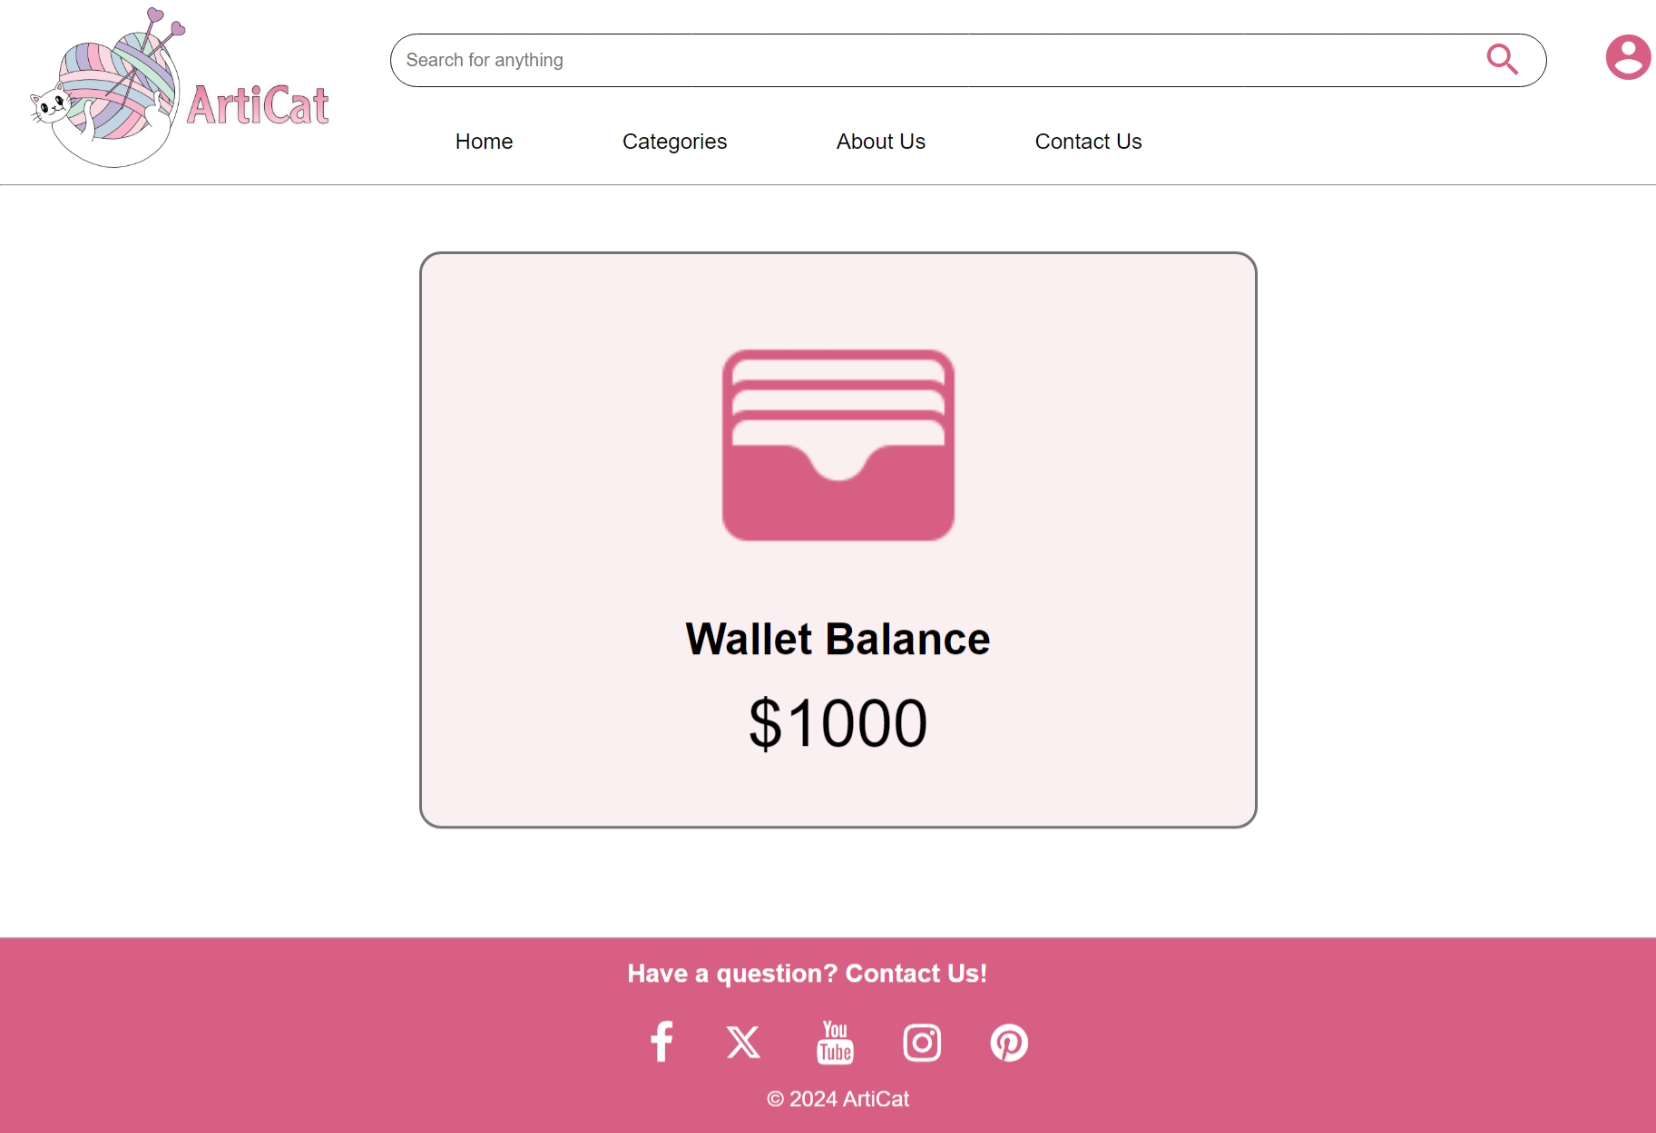 ArtiCat
Search for anything
Home Categories About Us Contact Us
Wallet Balance
$1000
Have a question? Contact Us!
You
Tube
© 2024 ArtiCat